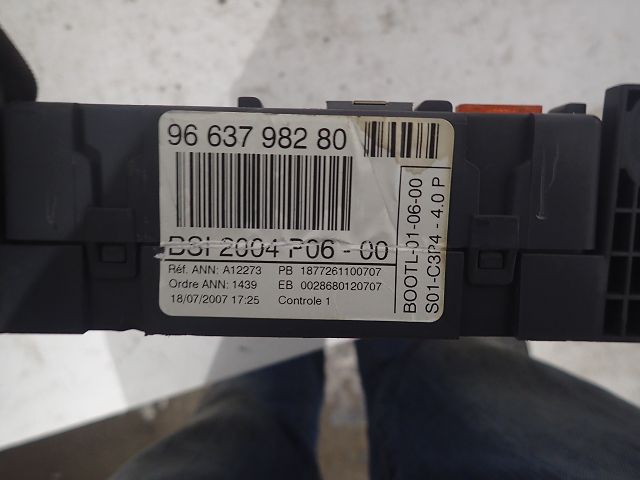 96 637 982 80
BSI 2004 P06 - 00
Réf. ANN: A12273 PB 1877261100707
Ordre ANN: 1439 EB 0028680120707
18/07/2007 17:25 Controle 1
BOOTL-01-06-00
S01-C3P4 - 4.0 P